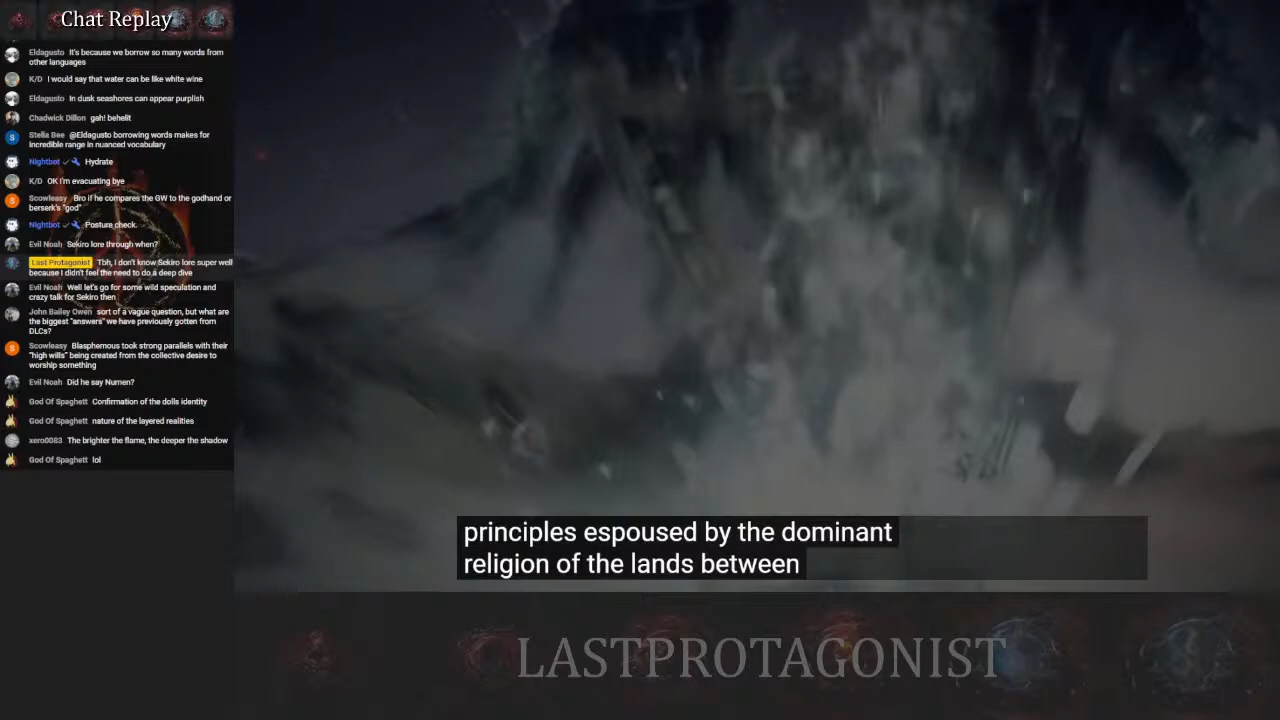 Chat Replay
Eldagusto It's because we borrow so many words from
other languages
K/D I would say that water can be like white wine
Eldagusto In dusk seashores can appear purplish
Chadwick Dillon gah! behelit
S Stella Bee @Eldagusto borrowing words makes for
incredible range in nuanced vocabulary
Nightbot Hydrate
K/D OK I'm evacuating bye
S Scowleasy Bro if he compares the GW to the godhand or
berserk's "god"
Nightbot Posture check.
Evil Noah Sekiro lore through when?
Last Protagonist Tbh, I don't know Sekiro lore super well
because I didn't feel the need to do a deep dive
Evil Noah Well let's go for some wild speculation and
crazy talk for Sekiro then
John Bailey Owen sort of a vague question, but what are
the biggest "answers" we have previously gotten from
DLCs?
S Scowleasy Blasphemous took strong parallels with their
"high wills" being created from the collective desire to
worship something
Evil Noah Did he say Numen?
God Of Spaghett Confirmation of the dolls identity
God Of Spaghett nature of the layered realities
xero0083 The brighter the flame, the deeper the shadow
God Of Spaghett lol
principles espoused by the dominant
religion of the lands between
LASTPROTAGONIST